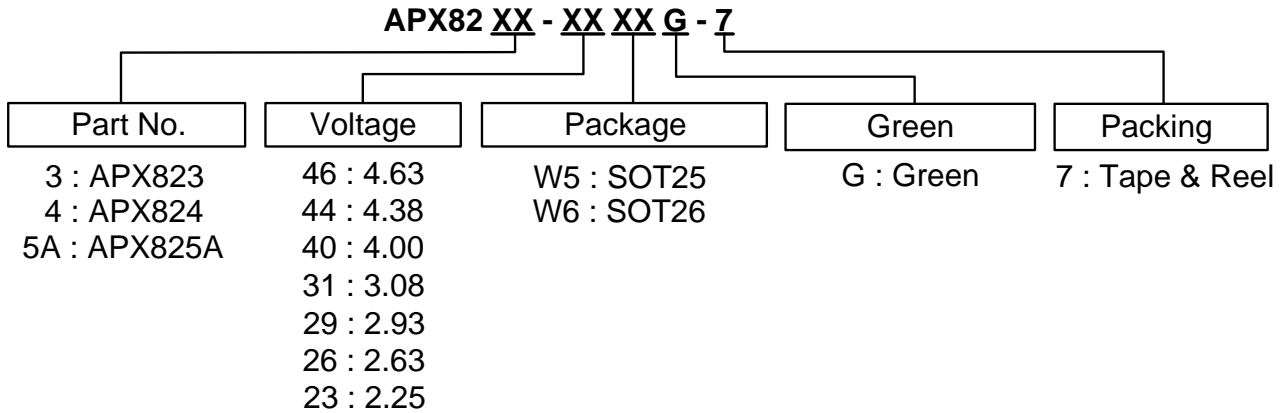 APX82 XX - XX XX G - 7
Part No.
3 : APX823
4 : APX824
5A : APX825A
Voltage
46 : 4.63
44 : 4.38
40 : 4.00
31 : 3.08
29 : 2.93
26 : 2.63
23 : 2.25
Package
W5 : SOT25
W6 : SOT26
Green
G : Green
Packing
7 : Tape & Reel